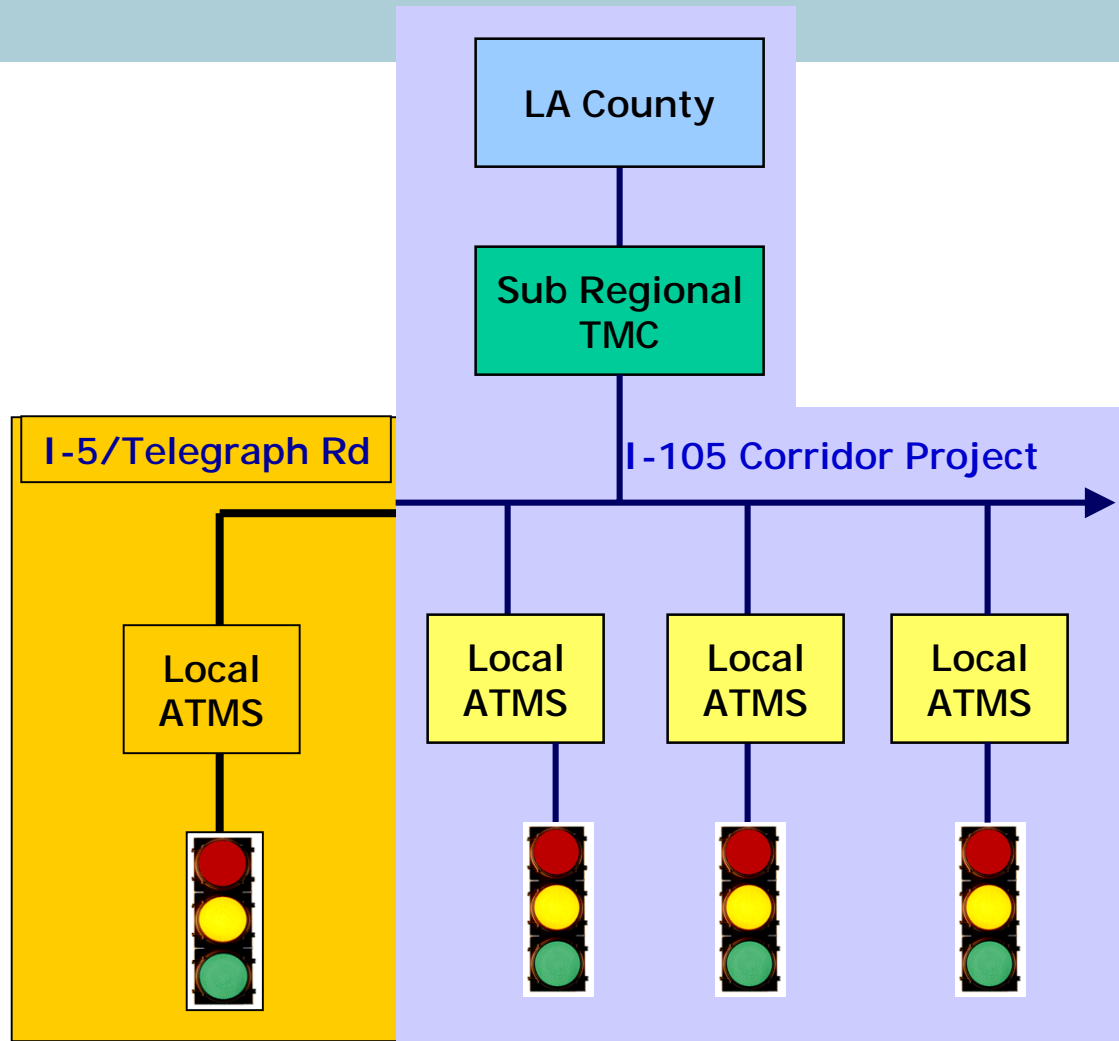 LA County
Sub Regional
TMC
I-5/Telegraph Rd
I-105 Corridor Project
Local
ATMS
Local
ATMS
Local
ATMS
Local
ATMS